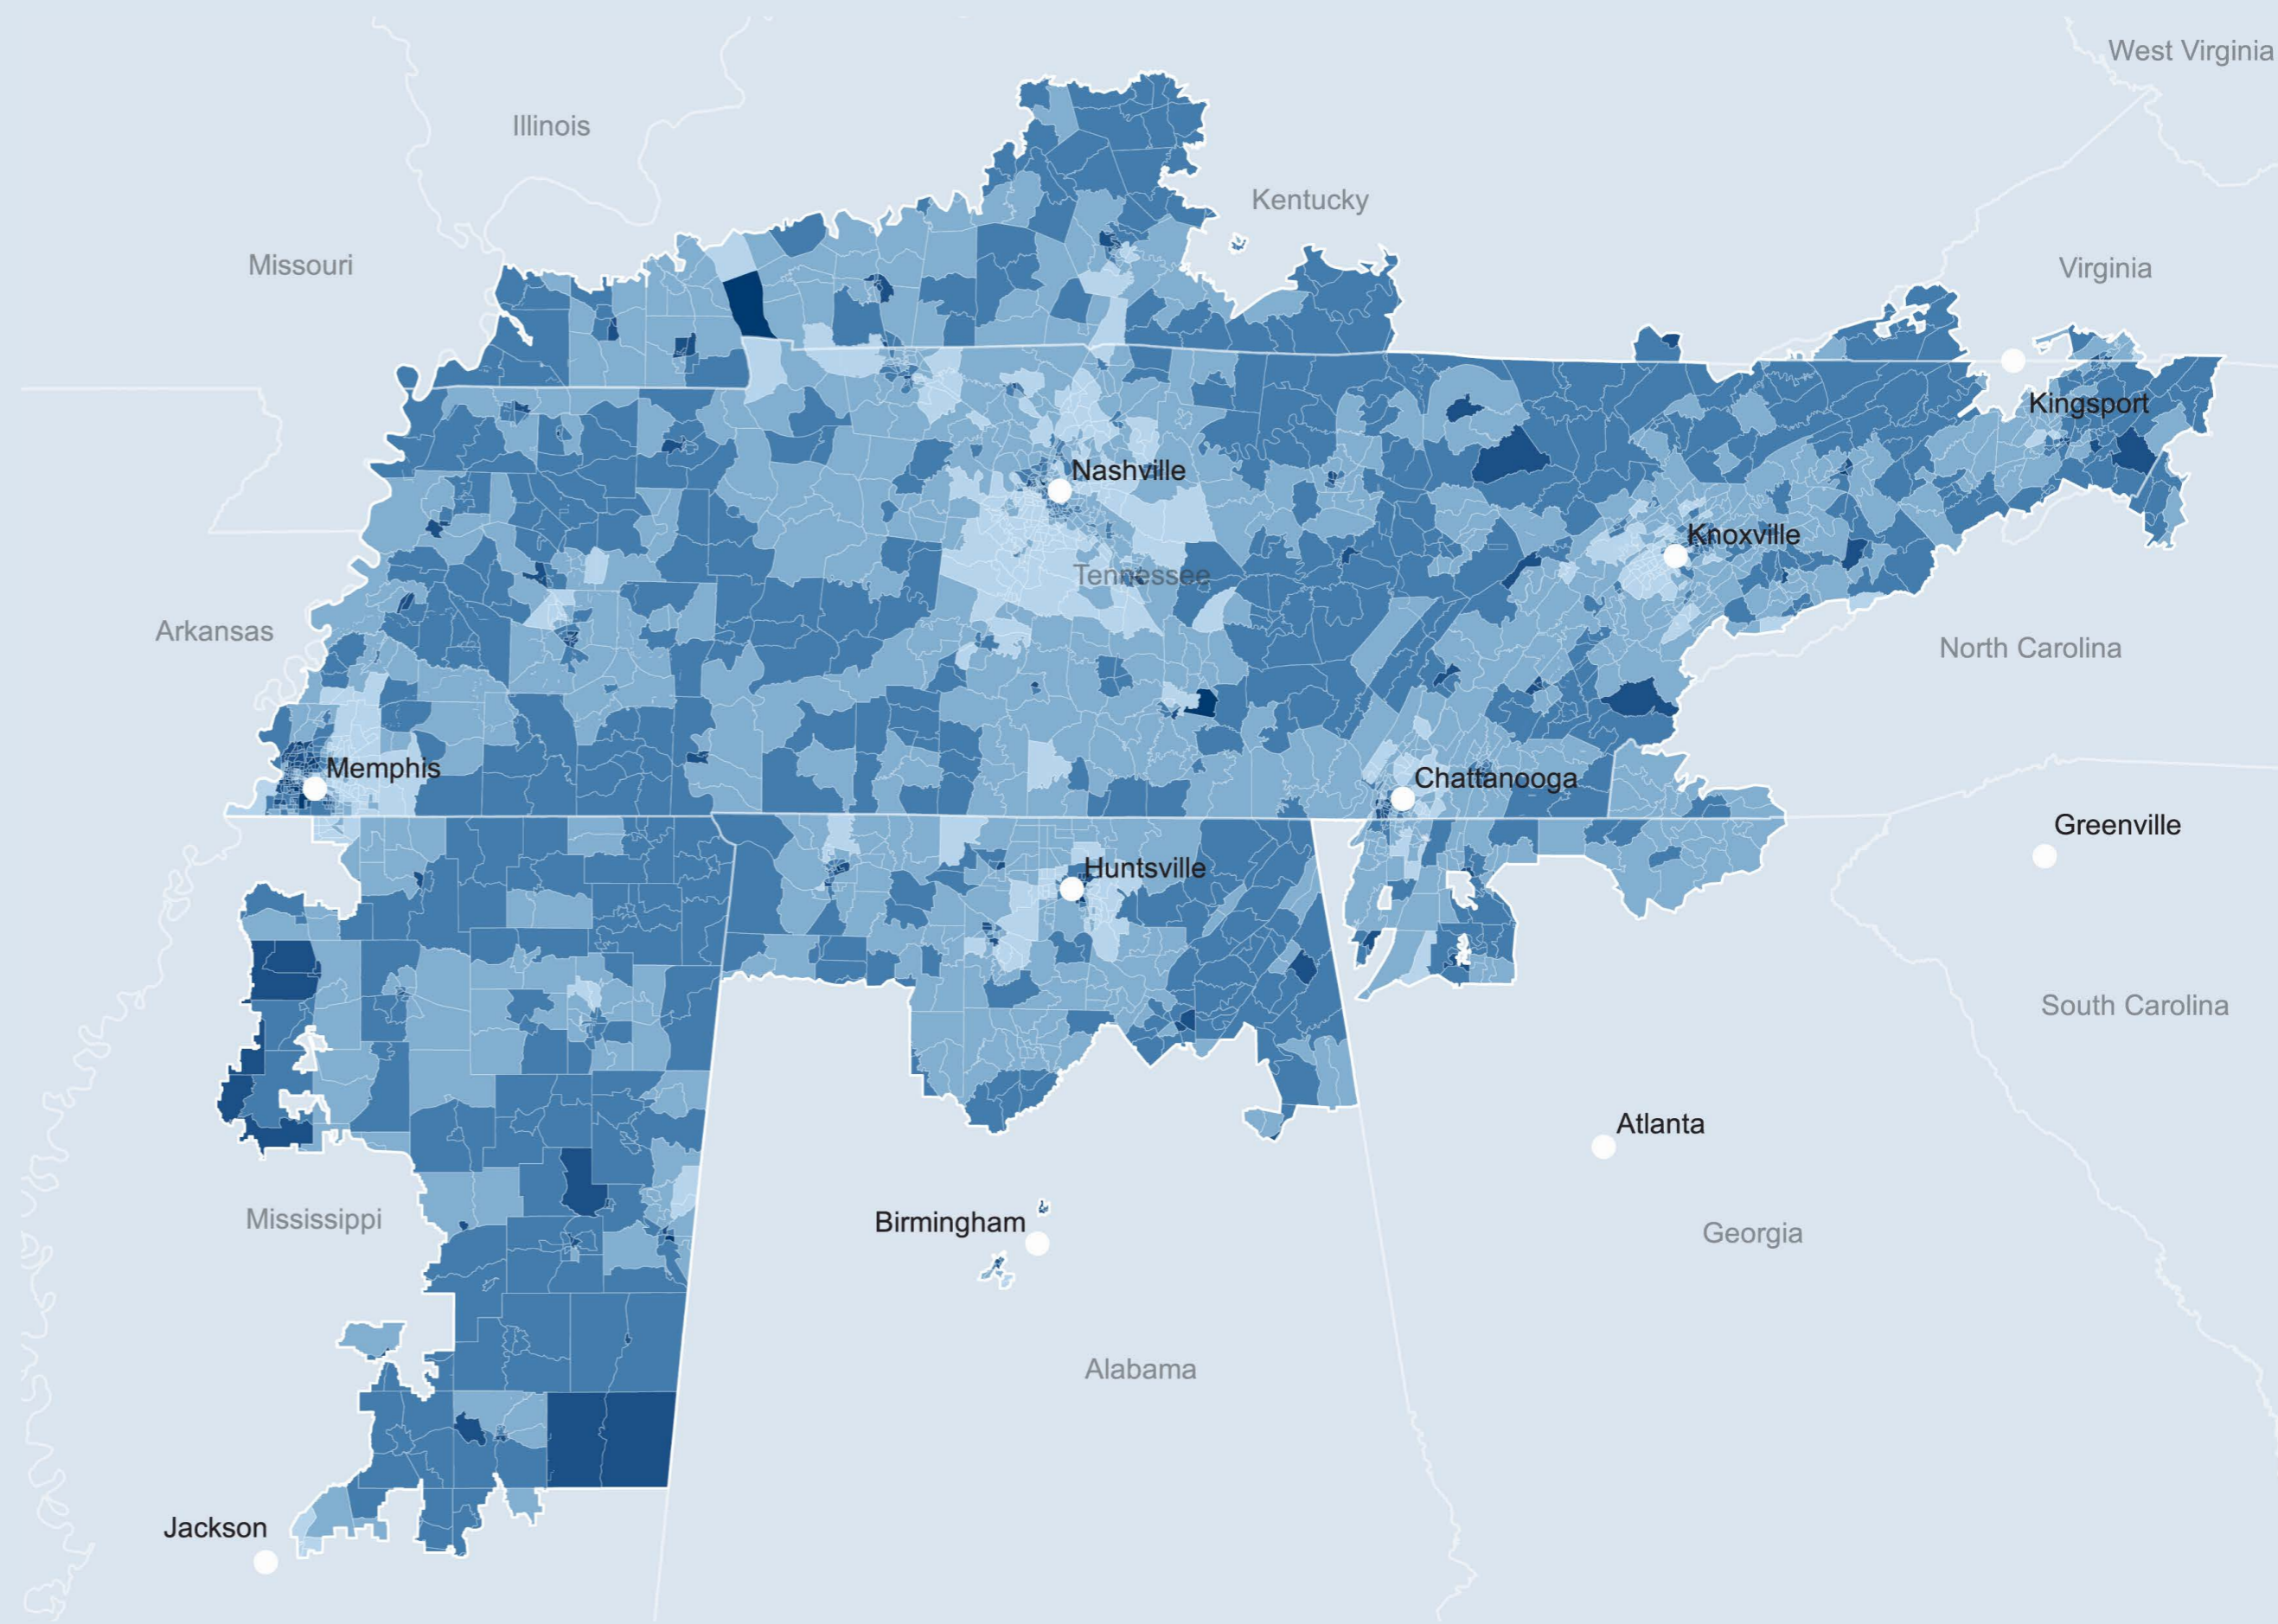 West Virginia
Illinois
Kentucky
Missouri
Virginia
Kingsport
Nashville
Knoxville
Tennessee
Arkansas
North Carolina
Memphis
Chattanooga
Greenville
Huntsville
South Carolina
Atlanta
Mississippi
Birmingham
Georgia
Alabama
Jackson